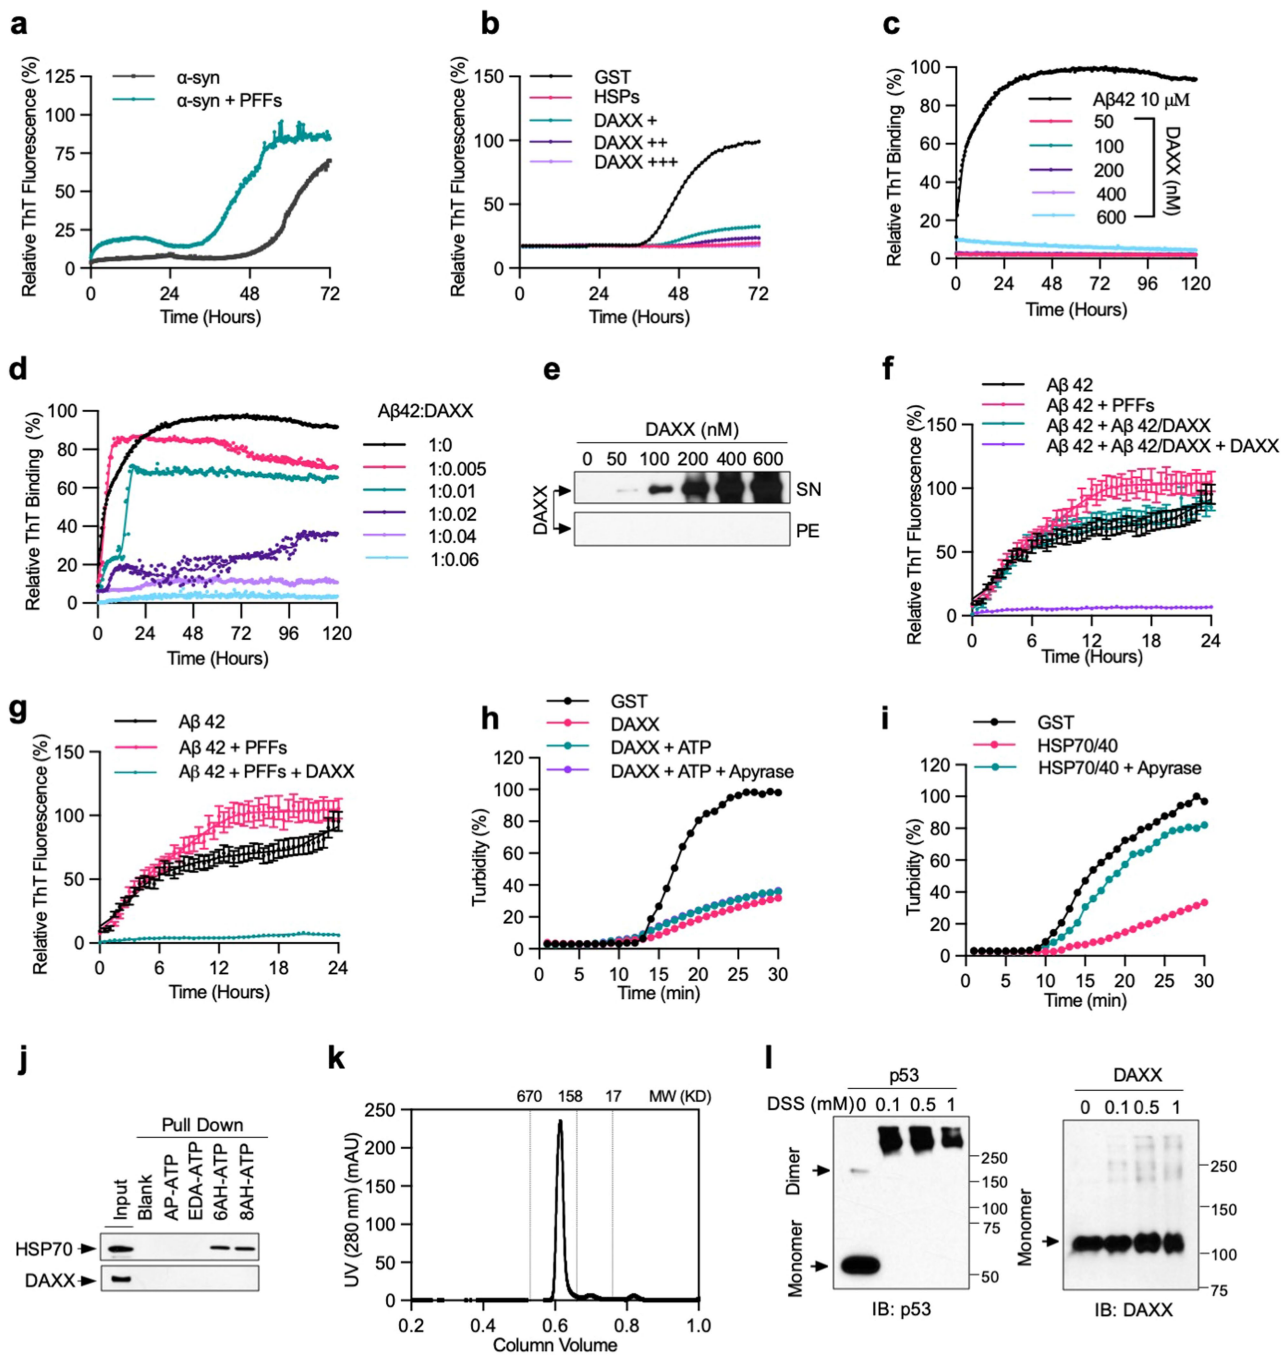 a
Relative ThT Fluorescence (%)
125
100
75
50
25
0
α-syn
α-syn + PFFs
0 24 48 72
Time (Hours)
b
Relative ThT Fluorescence (%)
150
100
50
0
GST
HSPs
DAXX +
DAXX ++
DAXX +++
0 24 48 72
Time (Hours)
c
Relative ThT Binding (%)
100
80
60
40
20
0
Aβ42 10 μM
50
100
200
400
600
DAXX (nM)
0 24 48 72 96 120
Time (Hours)
d
Relative ThT Binding (%)
100
80
60
40
20
0
0 24 48 72 96 120
Time (Hours)
Aβ42:DAXX
1:0
1:0.005
1:0.01
1:0.02
1:0.04
1:0.06
e
DAXX (nM)
0 50 100 200 400 600
DAXX
SN
PE
f
Aβ 42
Aβ 42 + PFFs
Aβ 42 + Aβ 42/DAXX
Aβ 42 + Aβ 42/DAXX + DAXX
Relative ThT Fluorescence (%)
150
100
50
0
0 6 12 18 24
Time (Hours)
g
Aβ 42
Aβ 42 + PFFs
Aβ 42 + PFFs + DAXX
Relative ThT Fluorescence (%)
150
100
50
0
0 6 12 18 24
Time (Hours)
h
GST
DAXX
DAXX + ATP
DAXX + ATP + Apyrase
Turbidity (%)
120
100
80
60
40
20
0
0 5 10 15 20 25 30
Time (min)
i
GST
HSP70/40
HSP70/40 + Apyrase
Turbidity (%)
120
100
80
60
40
20
0
0 5 10 15 20 25 30
Time (min)
j
Pull Down
Input
Blank
AP-ATP
EDA-ATP
6AH-ATP
8AH-ATP
HSP70
DAXX
k
670 158 17 MW (KD)
UV (280 nm) (mAU)
250
200
150
100
50
0
0.2 0.4 0.6 0.8 1.0
Column Volume
l
p53
DSS (mM) 0 0.1 0.5 1
Dimer
Monomer
250
150
100
75
50
IB: p53
DAXX
0 0.1 0.5 1
Monomer
250
150
100
75
IB: DAXX